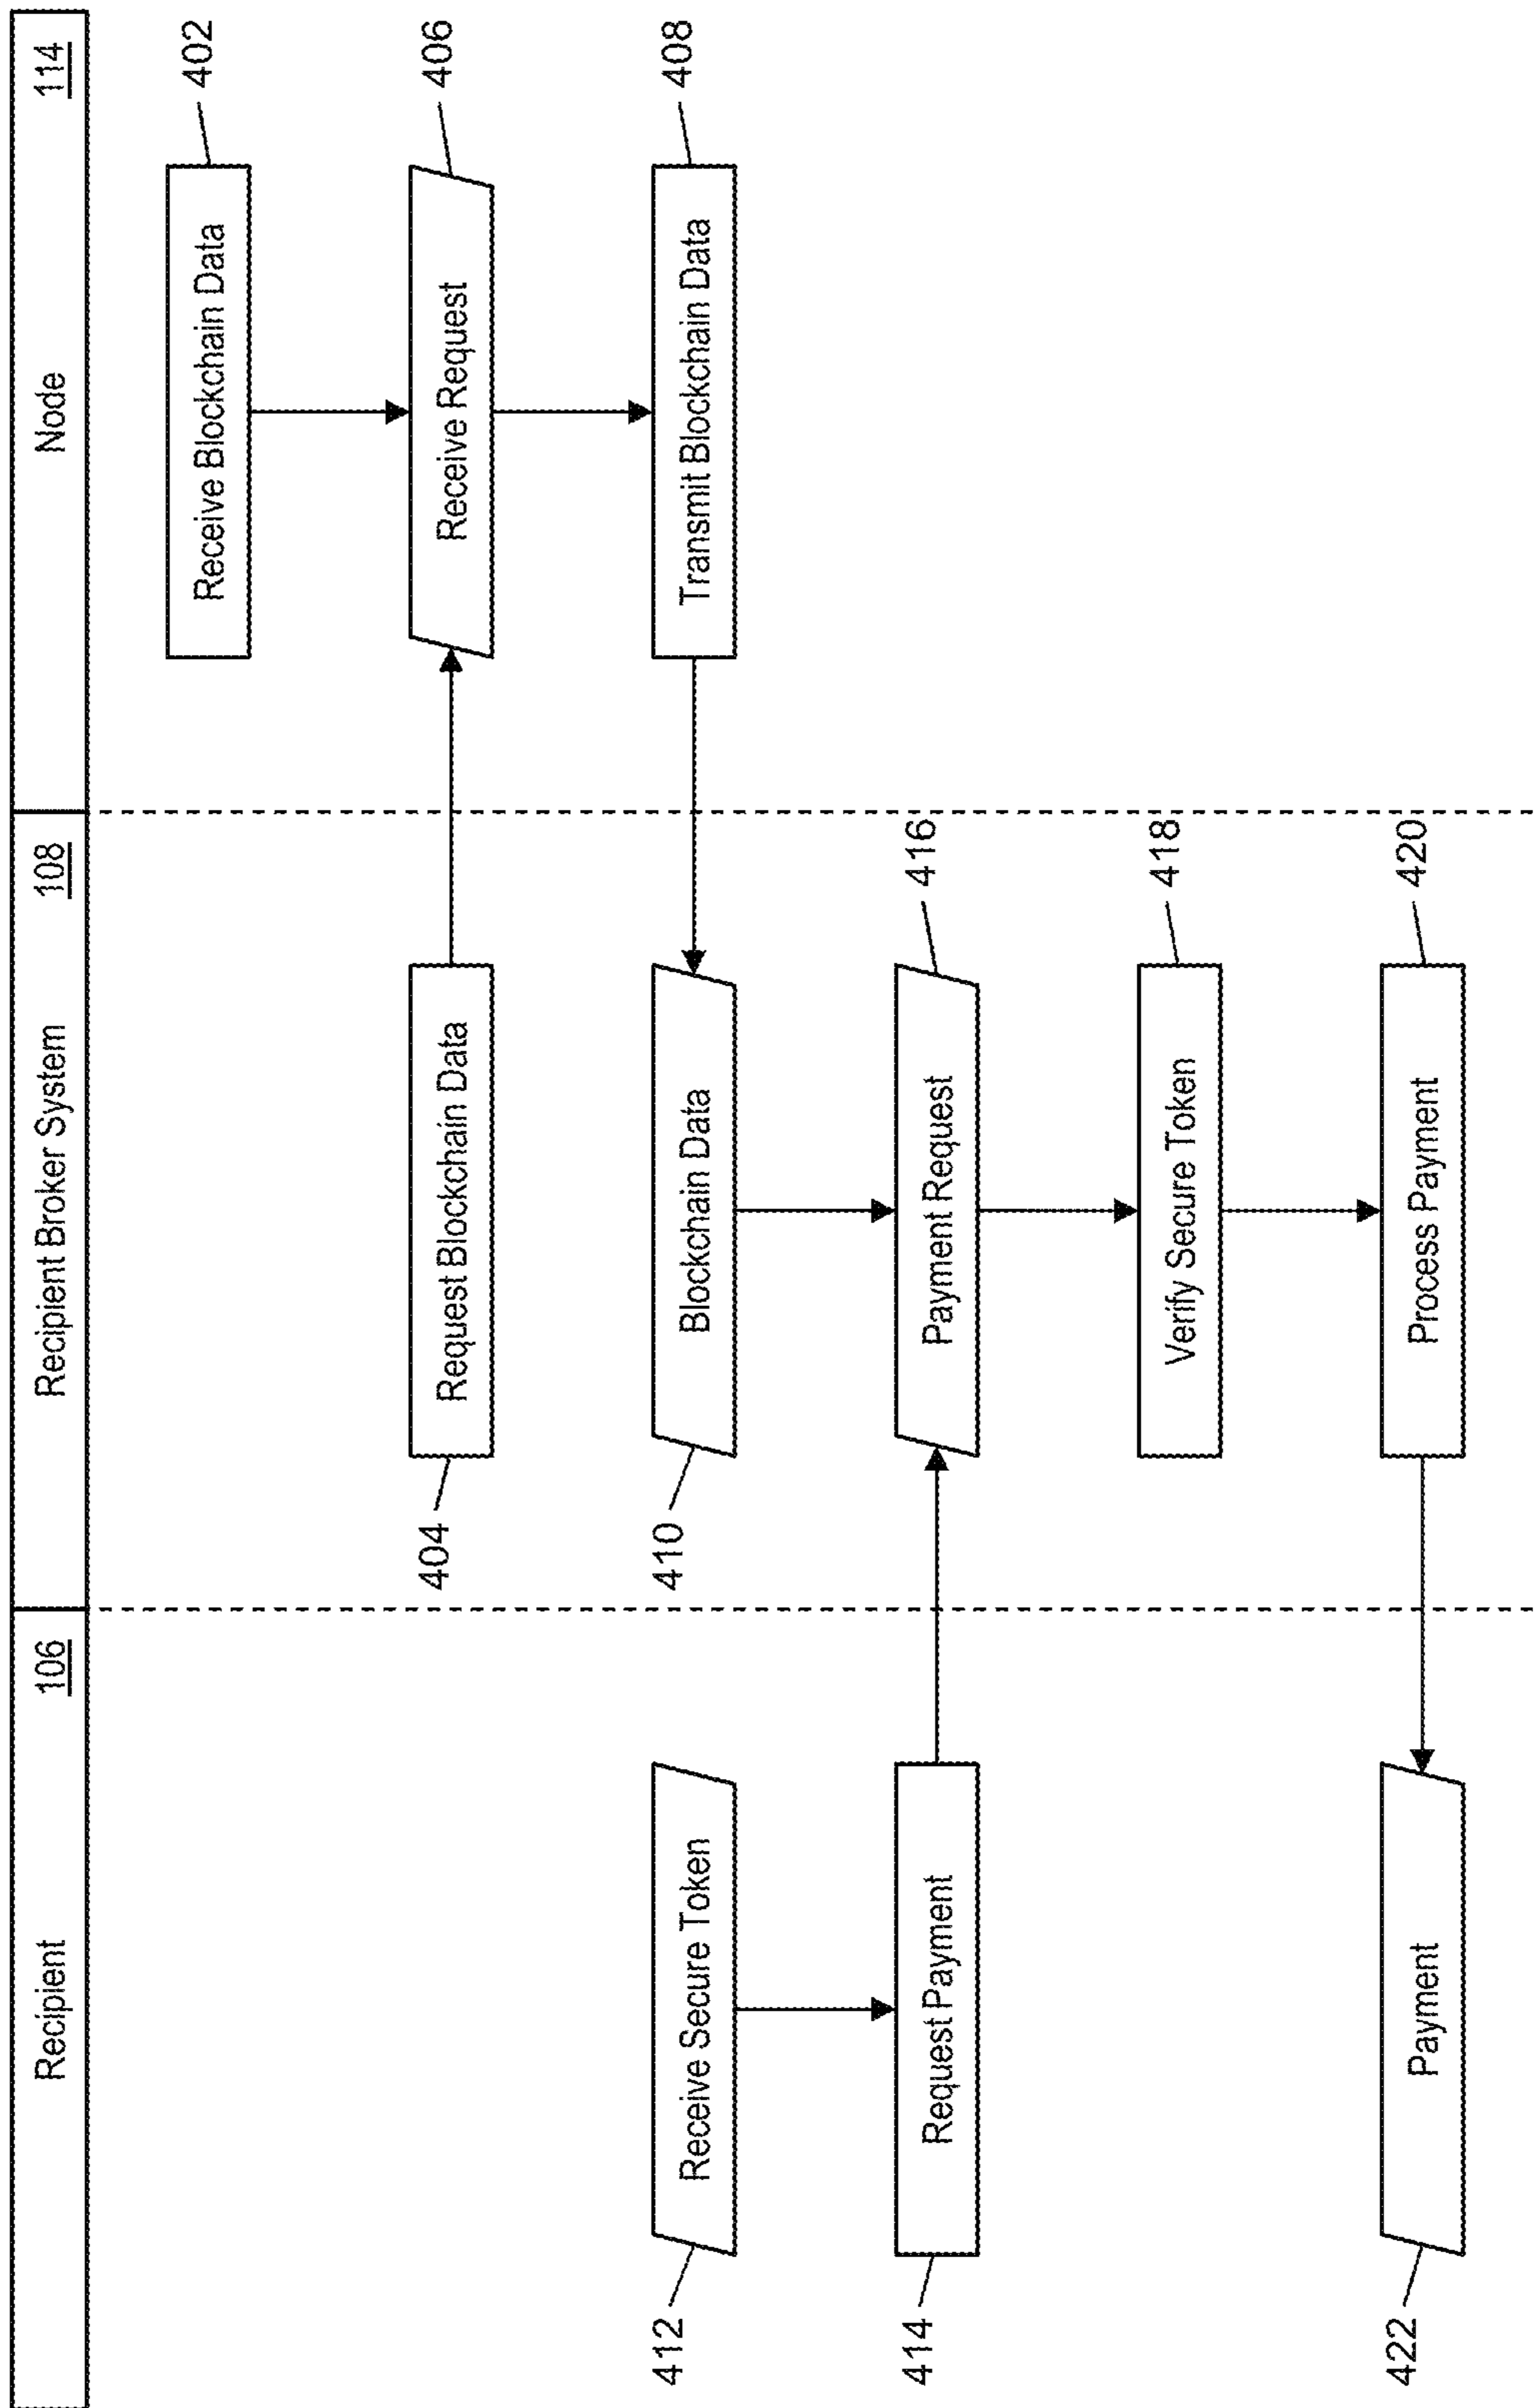 Recipient 106
Recipient Broker System 108
Node 114
Receive Blockchain Data
402
404
Request Blockchain Data
Receive Request
406
412
Receive Secure Token
410
Blockchain Data
Transmit Blockchain Data
408
414
Request Payment
Payment Request
416
Verify Secure Token
418
422
Payment
Process Payment
420